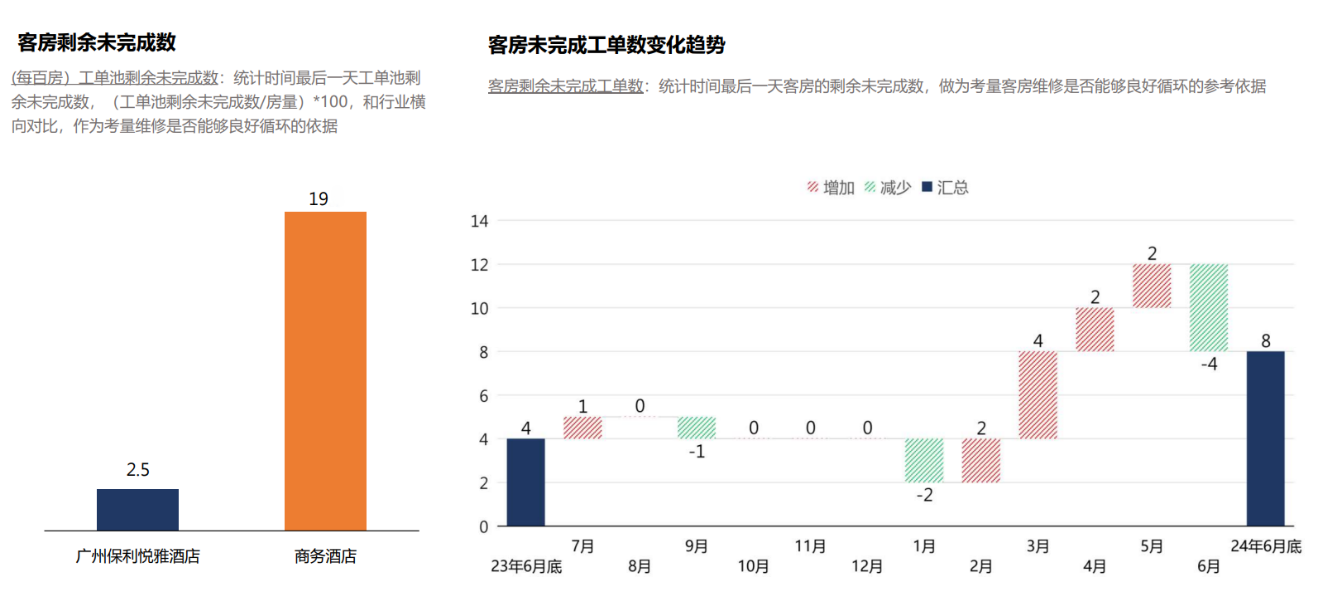 客房剩余未完成数
(每百房）工单池剩余未完成数：统计时间最后一天工单池剩
余未完成数，（工单池剩余未完成数/房量）*100，和行业横
向对比，作为考量维修是否能够良好循环的依据
19
2.5
广州保利悦雅酒店
商务酒店
客房未完成工单数变化趋势
客房剩余未完成工单数：统计时间最后一天客房的剩余未完成数，做为考量客房维修是否能够良好循环的参考依据
增加 减少 汇总
14
12
10
8
6
4
2
0
4
1
0
-1
0
0
0
-2
2
4
2
2
-4
8
23年6月底
7月
8月
9月
10月
11月
12月
1月
2月
3月
4月
5月
6月
24年6月底